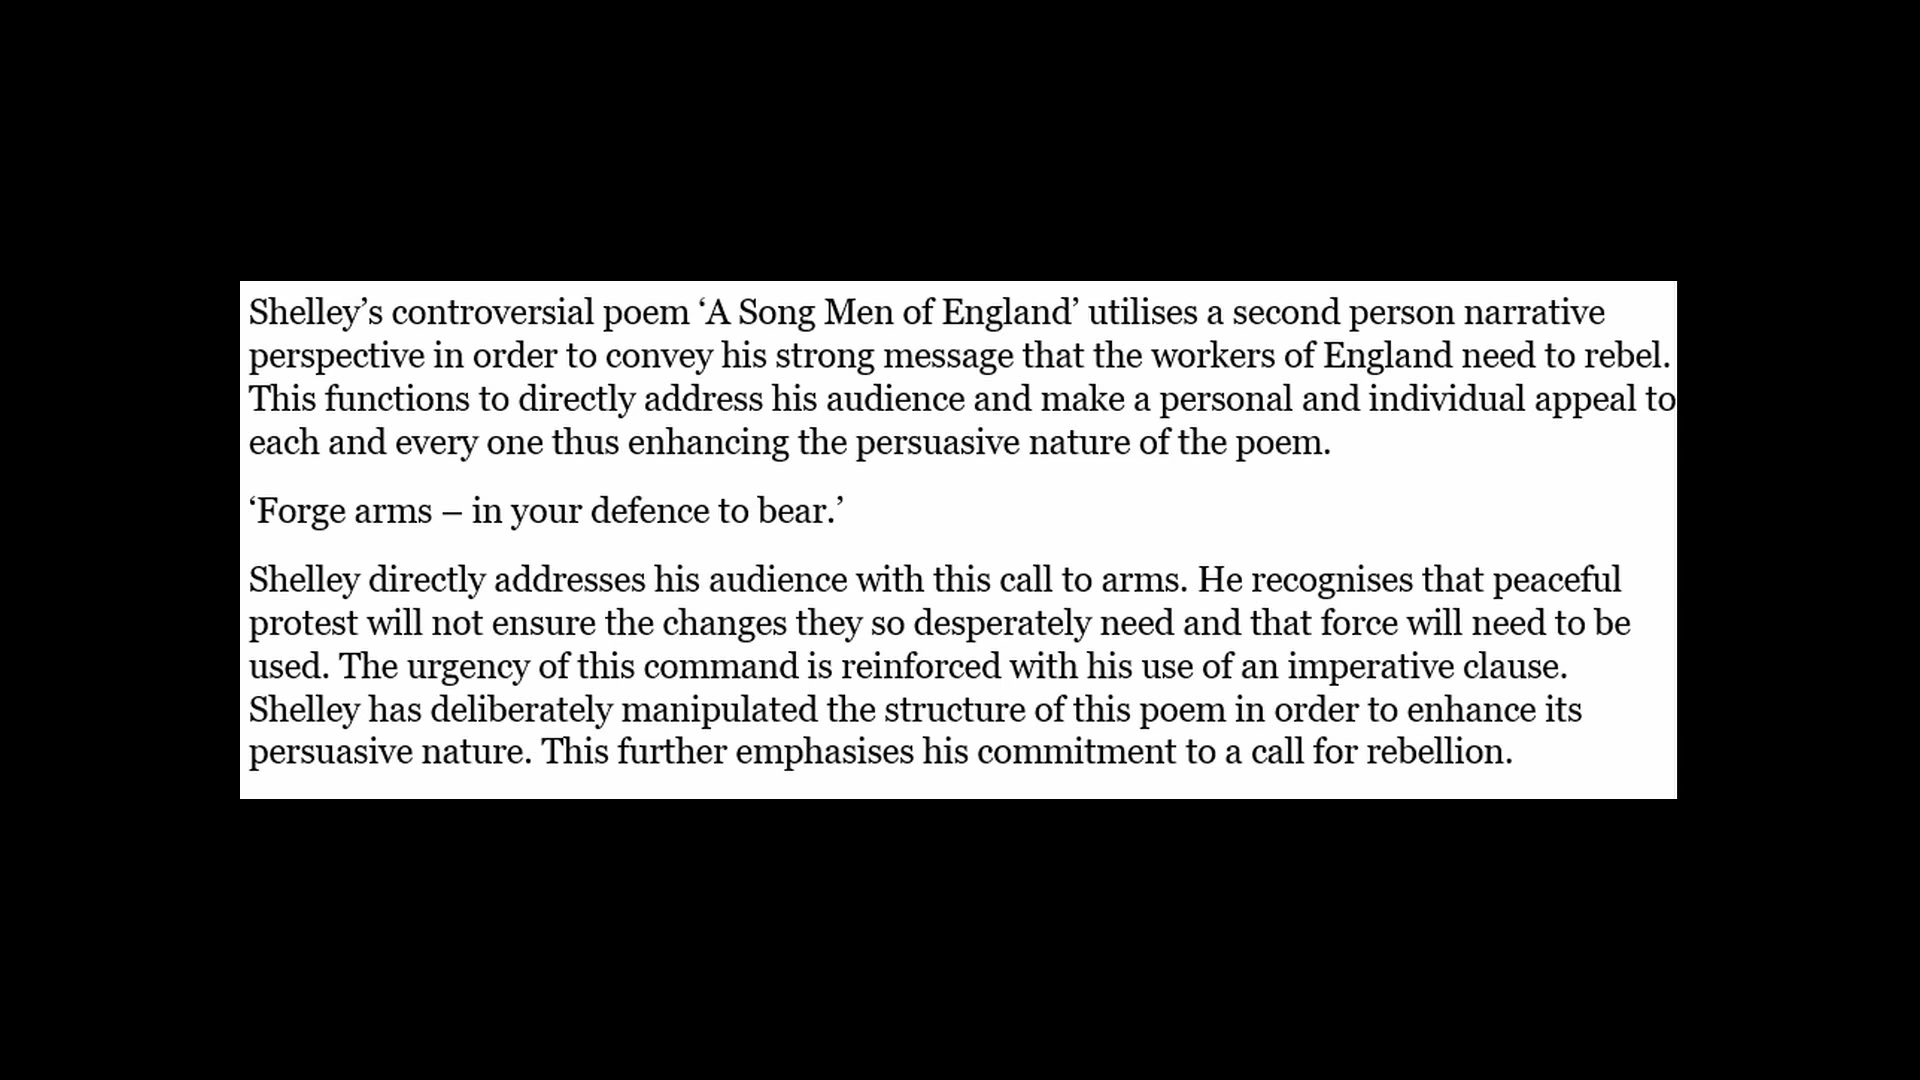 Shelley’s controversial poem ‘A Song Men of England’ utilises a second person narrative
perspective in order to convey his strong message that the workers of England need to rebel.
This functions to directly address his audience and make a personal and individual appeal to
each and every one thus enhancing the persuasive nature of the poem.
‘Forge arms – in your defence to bear.’
Shelley directly addresses his audience with this call to arms. He recognises that peaceful
protest will not ensure the changes they so desperately need and that force will need to be
used. The urgency of this command is reinforced with his use of an imperative clause.
Shelley has deliberately manipulated the structure of this poem in order to enhance its
persuasive nature. This further emphasises his commitment to a call for rebellion.